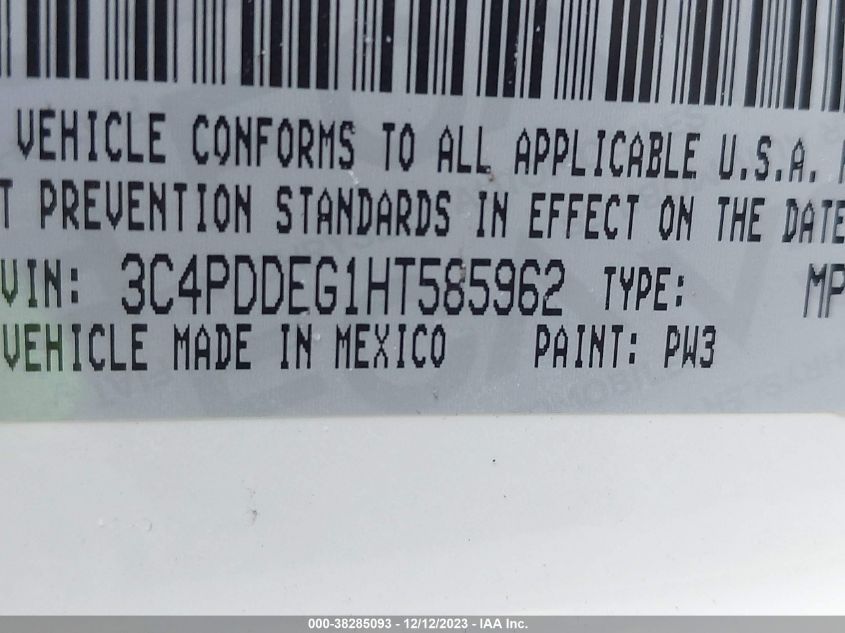 VEHICLE CONFORMS TO ALL APPLICABLE U.S.A.
T PREVENTION STANDARDS IN EFFECT ON THE DATE
VIN: 3C4PDDEG1HT585962 TYPE: MP
VEHICLE MADE IN MEXICO PAINT: PW3
000-38285093 - 12/12/2023 - IAA Inc.